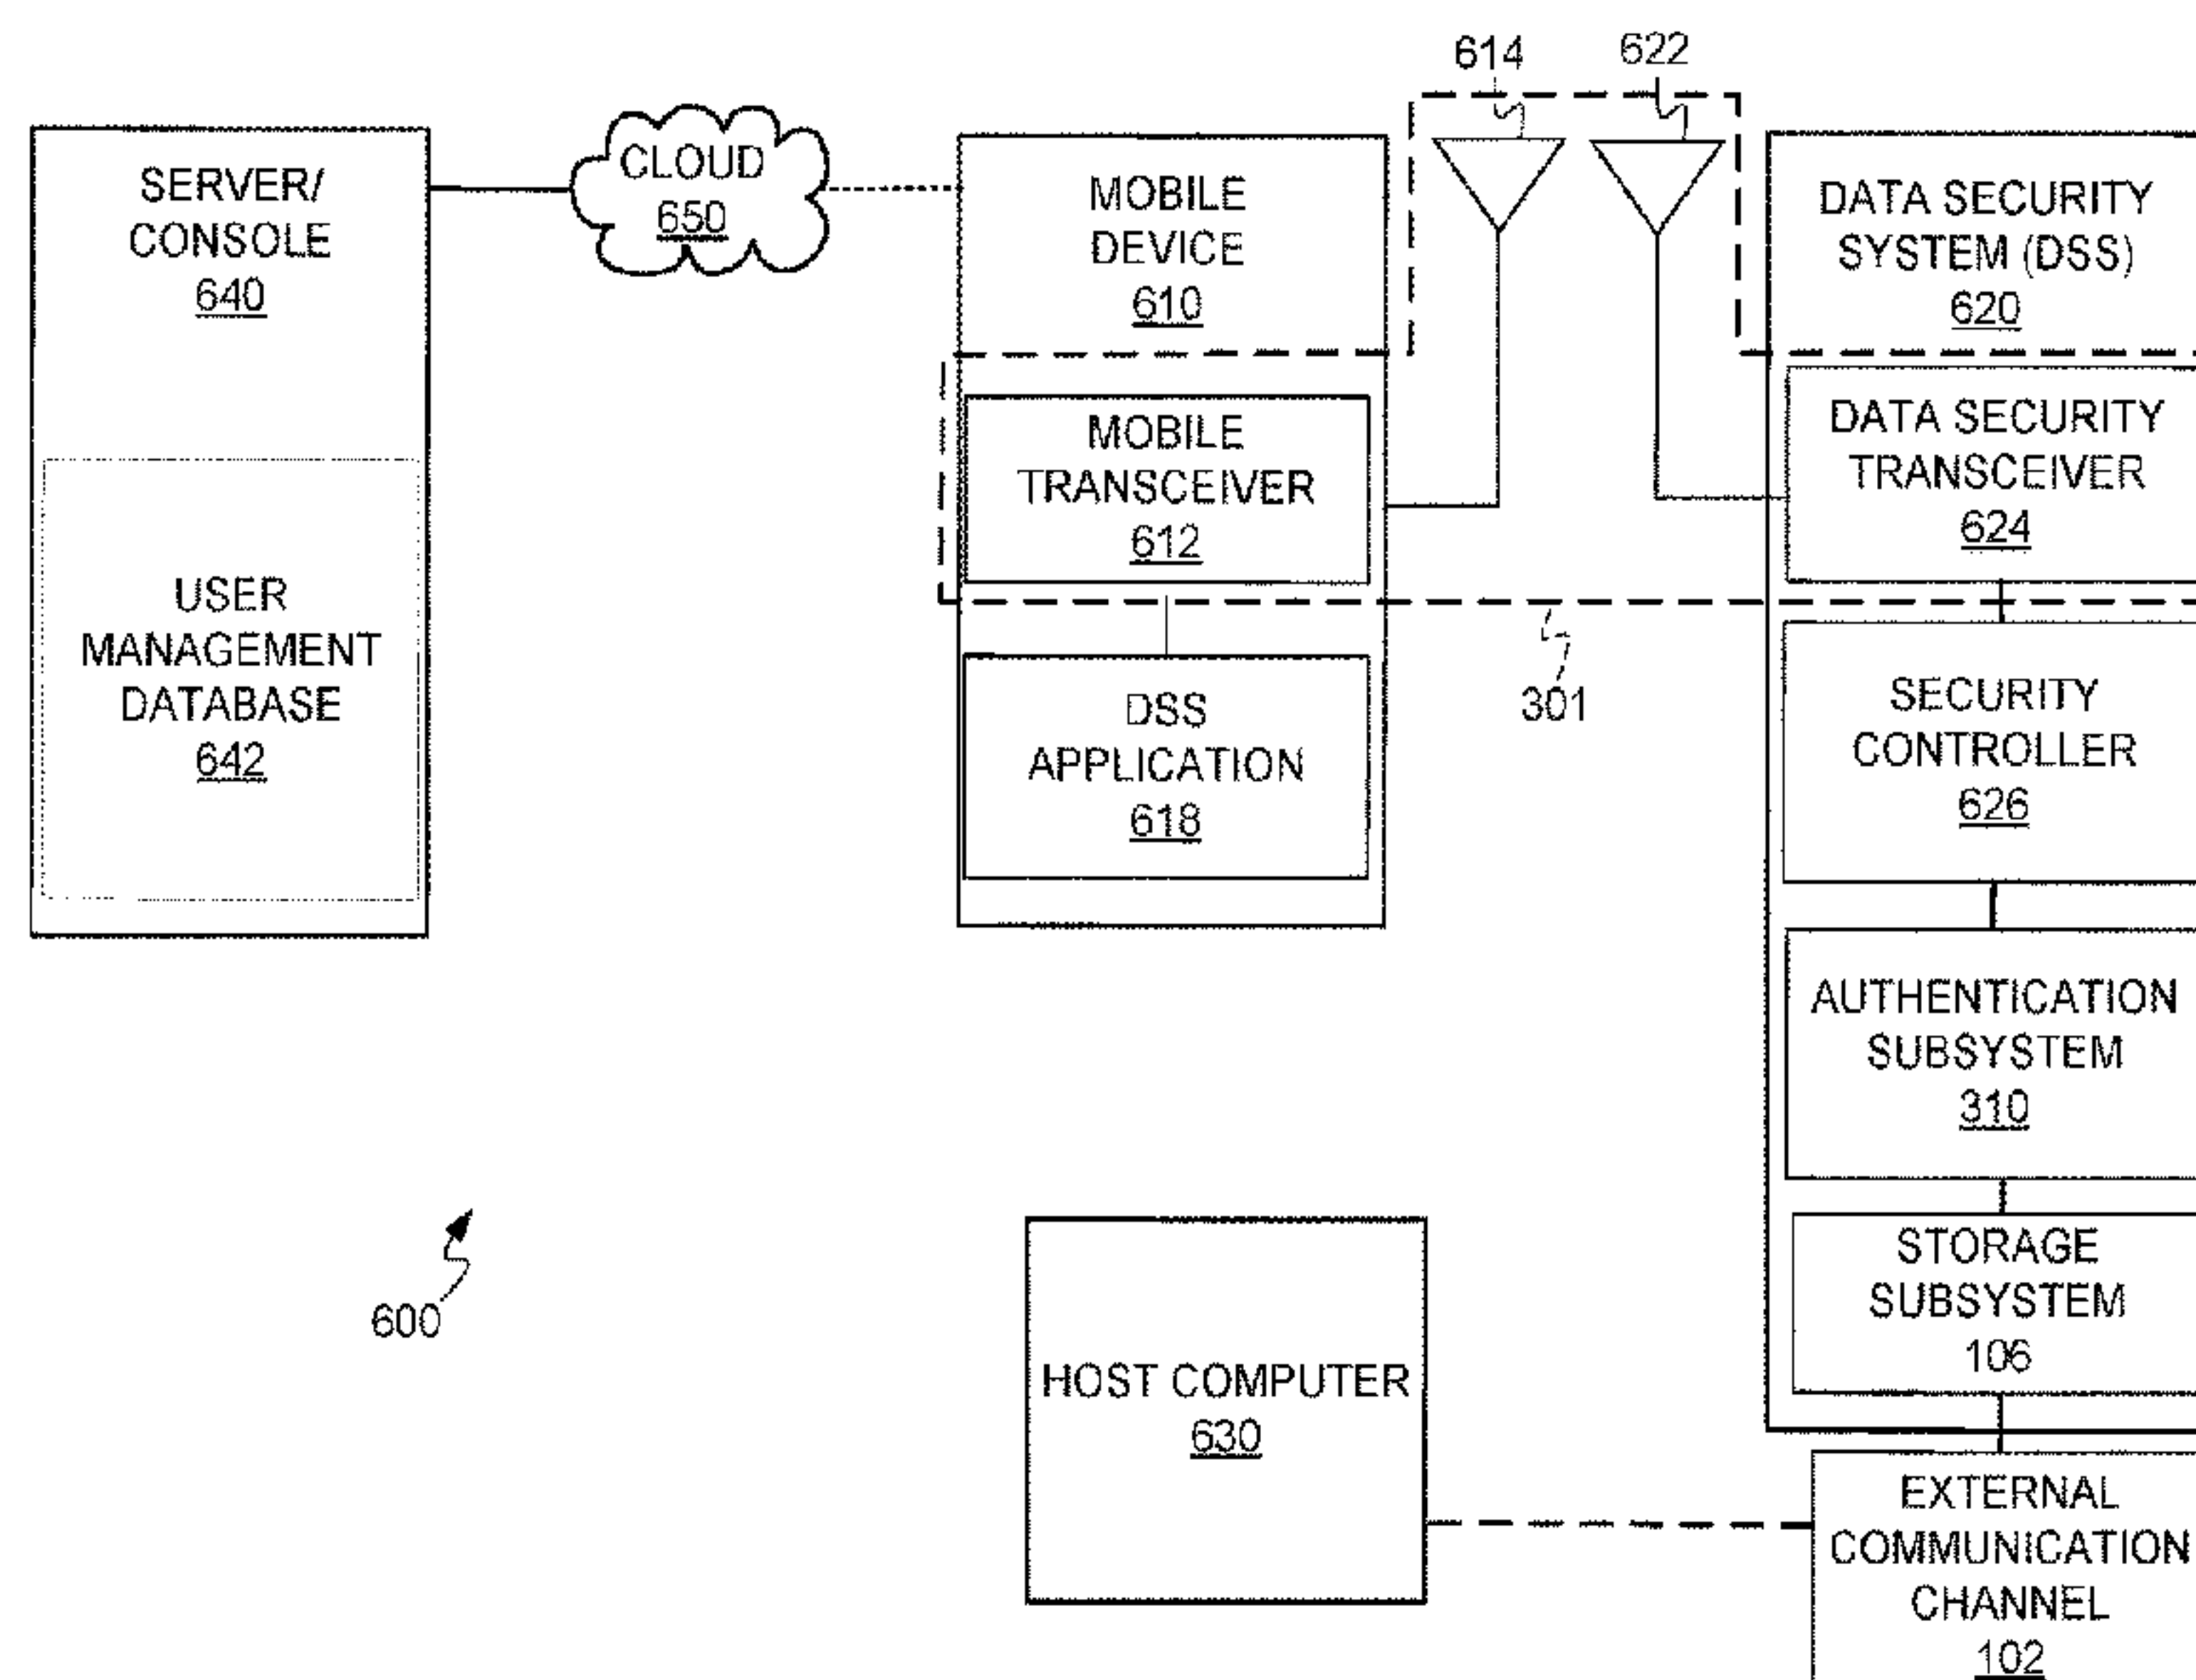 614
622
SERVER/
CONSOLE
640
USER
MANAGEMENT
DATABASE
642
CLOUD
650
MOBILE
DEVICE
610
MOBILE
TRANSCEIVER
612
DSS
APPLICATION
618
301
DATA SECURITY
SYSTEM (DSS)
620
DATA SECURITY
TRANSCEIVER
624
SECURITY
CONTROLLER
626
AUTHENTICATION
SUBSYSTEM
310
STORAGE
SUBSYSTEM
106
600
HOST COMPUTER
630
EXTERNAL
COMMUNICATION
CHANNEL
102